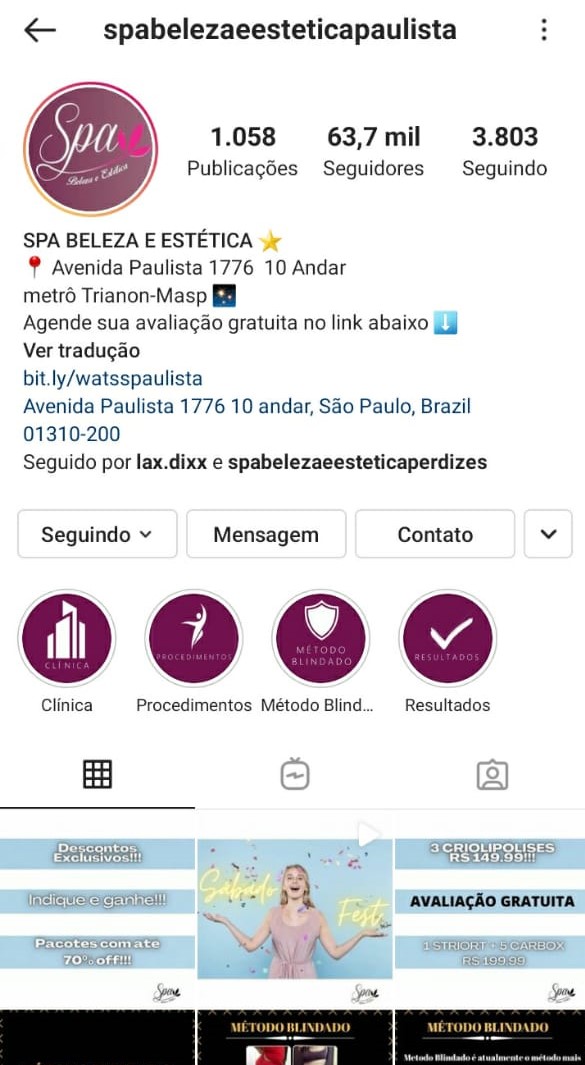 spabelezaeesteticapaulista
Spa
Beleza e Estética
1.058
63,7 mil
3.803
Publicações
Seguidores
Seguindo
SPA BELEZA E ESTÉTICA ⭐
📍 Avenida Paulista 1776 10 Andar
metrô Trianon-Masp 🌌
Agende sua avaliação gratuita no link abaixo ⬇️
Ver tradução
bit.ly/watsspaulista
Avenida Paulista 1776 10 andar, São Paulo, Brazil
01310-200
Seguido por lax.dixx e spabelezaeesteticaperdizes
Seguindo
Mensagem
Contato
CLÍNICA
PROCEDIMENTOS
MÉTODO
BLINDADO
RESULTADOS
Clínica
Procedimentos
Método Blind...
Resultados
Descontos
Exclusivos!!!
Indique e ganhe!!!
Pacotes com ate
70% off!!!
Spa
Sabado
Fest
Spa
3 CRIOLIPOLISES
R$ 149.99!!!
AVALIAÇÃO GRATUITA
1 STRIORT + 5 CARBOX
R$ 199.99
Spa
MÉTODO BLINDADO
MÉTODO BLINDADO
Metodo Blindado é atualmente o método mais